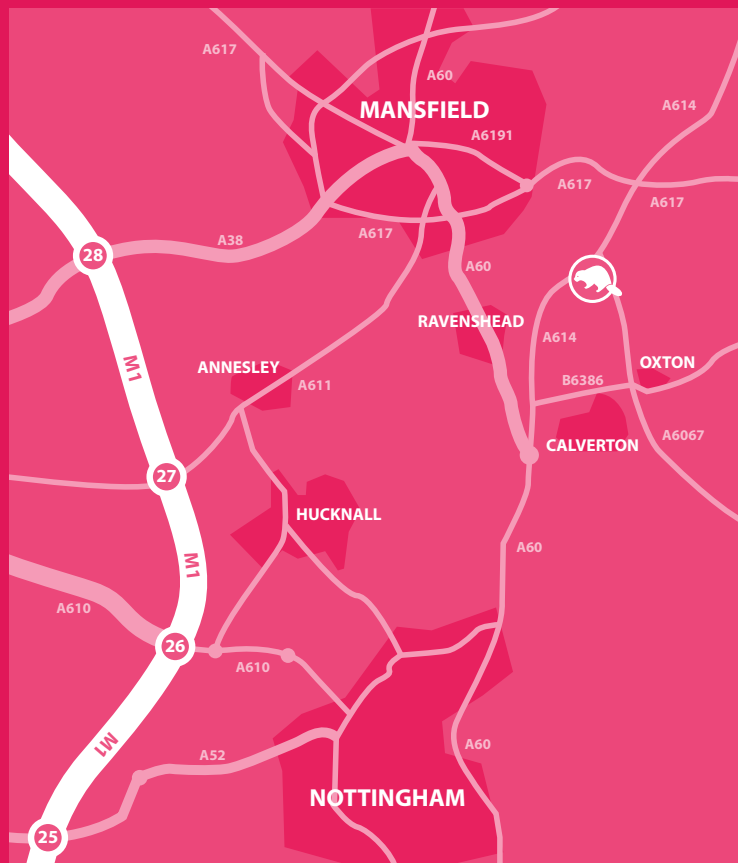 A617
A60
A614
MANSFIELD
A6191
A617
A617
A617
A38
28
A60
RAVENSHEAD
A614
M1
ANNESLEY
OXTON
B6386
A611
A6067
CALVERTON
27
HUCKNALL
A60
M1
A610
26
A610
M1
A60
A52
NOTTINGHAM
25